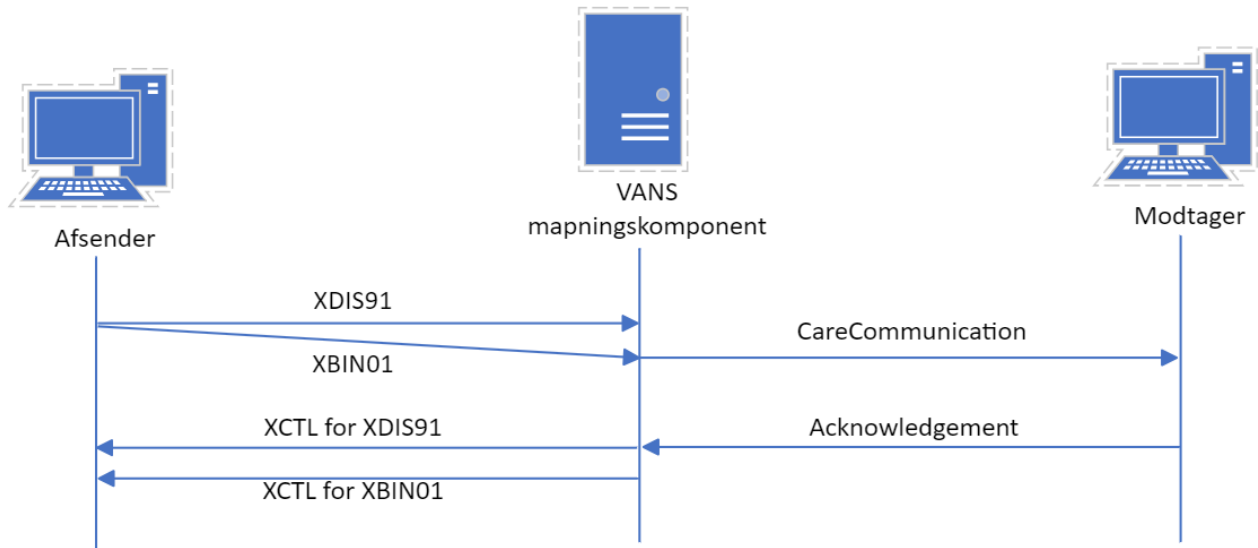 VANS
mapningskomponent
Modtager
Afsender
XDIS91
CareCommunication
XBIN01
XCTL for XDIS91
Acknowledgement
XCTL for XBIN01